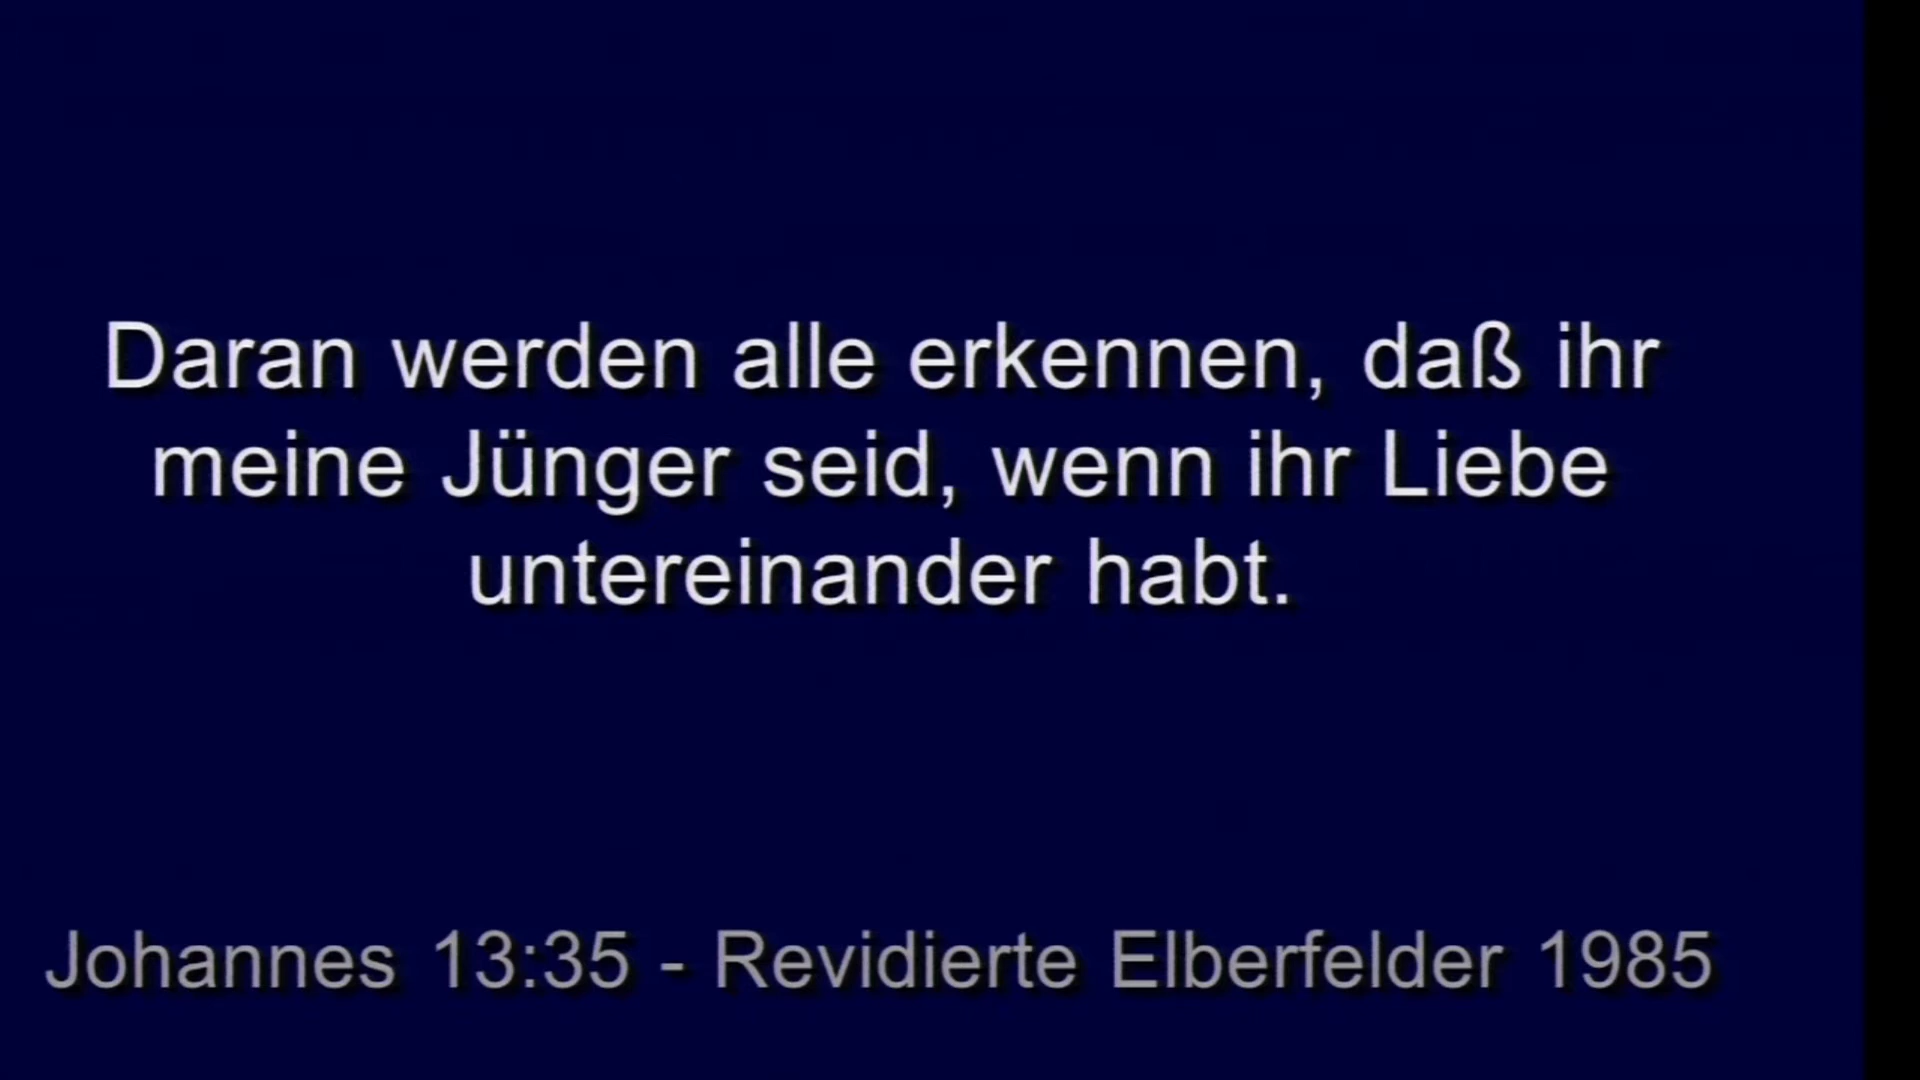 Daran werden alle erkennen, daß ihr
meine Jünger seid, wenn ihr Liebe
untereinander habt.
Johannes 13:35 - Revidierte Elberfelder 1985